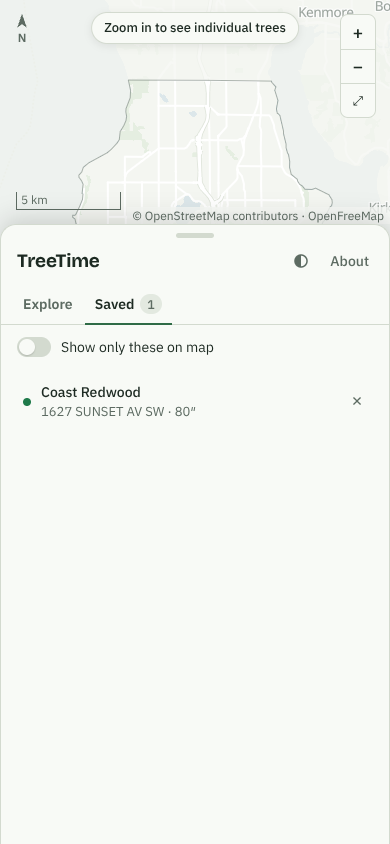 Kenmore
Zoom in to see individual trees
N
+
−
5 km
© OpenStreetMap contributors · OpenFreeMap
TreeTime
About
Explore
Saved 1
Show only these on map
Coast Redwood
1627 SUNSET AV SW · 80″
×